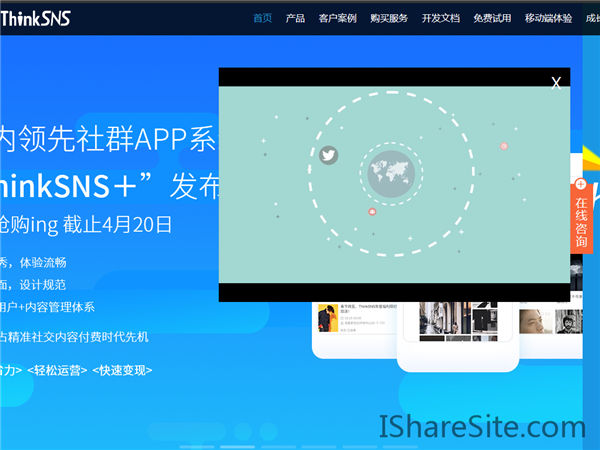 ThinkSNS
首页 产品 客户案例 购买服务 开发文档 免费试用 移动端体验 成长
X
内领先社群APP系
hinkSNS＋”发布
抢购ing 截止4月20日
秀，体验流畅
面，设计规范
用户+内容管理体系
占精准社交内容付费时代先机
力> <轻松运营> <快速变现>
在线咨询
IShareSite.com